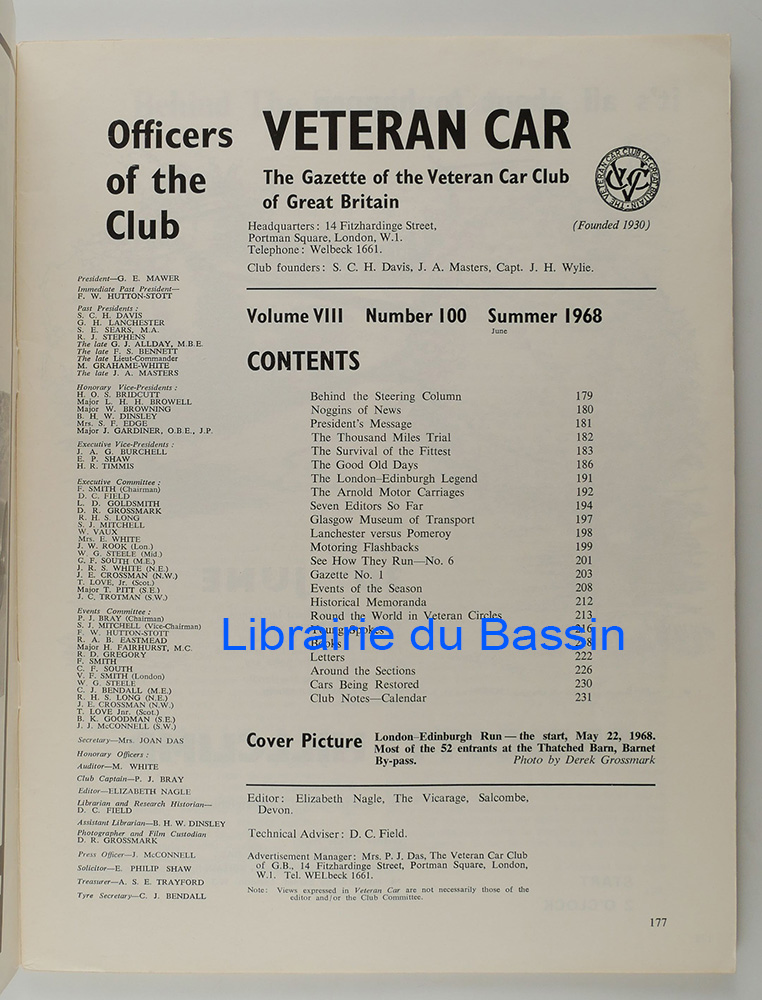 Officers
of the
Club
VETERAN CAR
The Gazette of the Veteran Car Club
of Great Britain
THE VETERAN CAR CLUB OF GREAT BRITAIN
VCC
Headquarters: 14 Fitzhardinge Street,
Portman Square, London, W.1.
Telephone: Welbeck 1661.
(Founded 1930)
Club founders: S. C. H. Davis, J. A. Masters, Capt. J. H. Wylie.
President—G. E. MAWER
Immediate Past President—
F. W. HUTTON-STOTT
Past Presidents:
S. C. H. DAVIS
G. H. LANCHESTER
S. E. SEARS, M.A.
R. J. STEPHENS
The late G. J. ALLDAY, M.B.E.
The late F. S. BENNETT
The late Lieut-Commander
M. GRAHAME-WHITE
The late J. A. MASTERS
Honorary Vice-Presidents:
H. O. S. BRIDCUTT
Major L. H. H. BROWELL
Major W. BROWNING
B. H. W. DINSLEY
Mrs. S. F. EDGE
Major J. GARDINER, O.B.E., J.P.
Executive Vice-Presidents:
J. A. G. BURCHELL
E. P. SHAW
H. R. TIMMIS
Executive Committee:
F. SMITH (Chairman)
D. C. FIELD
L. D. GOLDSMITH
D. R. GROSSMARK
R. H. S. LONG
S. J. MITCHELL
W. VAUX
Mrs. E. WHITE
J. W. ROOK (Lon.)
W. G. STEELE (Mid.)
G. F. SOUTH (M.E.)
J. R. S. WHITE (N.E.)
J. E. CROSSMAN (N.W.)
T. LOVE, Jr. (Scot.)
Major T. PITT (S.E.)
J. C. TROTMAN (S.W.)
Events Committee:
P. J. BRAY (Chairman)
S. J. MITCHELL (Vice-Chairman)
F. W. HUTTON-STOTT
R. A. B. EASTMEAD
Major H. FAIRHURST, M.C.
R. D. GREGORY
F. SMITH
C. F. SOUTH
V. F. SMITH (London)
W. G. STEELE
C. J. BENDALL (M.E.)
R. H. S. LONG (N.E.)
J. E. CROSSMAN (N.W.)
T. LOVE Jnr. (Scot.)
B. K. GOODMAN (S.E.)
J. J. McCONNELL (S.W.)
Secretary—Mrs. JOAN DAS
Honorary Officers:
Auditor—M. WHITE
Club Captain—P. J. BRAY
Editor—ELIZABETH NAGLE
Librarian and Research Historian—
D. C. FIELD
Assistant Librarian—B. H. W. DINSLEY
Photographer and Film Custodian
D. R. GROSSMARK
Press Officer—J. McCONNELL
Solicitor—E. PHILIP SHAW
Treasurer—A. S. E. TRAYFORD
Tyre Secretary—C. J. BENDALL
Volume VIII Number 100 Summer 1968
June
CONTENTS
Behind the Steering Column 179
Noggins of News 180
President's Message 181
The Thousand Miles Trial 182
The Survival of the Fittest 183
The Good Old Days 186
The London-Edinburgh Legend 191
The Arnold Motor Carriages 192
Seven Editors So Far 194
Glasgow Museum of Transport 197
Lanchester versus Pomeroy 198
Motoring Flashbacks 199
See How They Run—No. 6 201
Gazette No. 1 203
Events of the Season 208
Historical Memoranda 212
Round the World in Veteran Circles 213
Young Spokes 216
Books
Letters 222
Around the Sections 226
Cars Being Restored 230
Club Notes—Calendar 231
Librairie du Bassin
Cover Picture
London-Edinburgh Run — the start, May 22, 1968.
Most of the 52 entrants at the Thatched Barn, Barnet
By-pass. Photo by Derek Grossmark
Editor: Elizabeth Nagle, The Vicarage, Salcombe,
Devon.
Technical Adviser: D. C. Field.
Advertisement Manager: Mrs. P. J. Das, The Veteran Car Club
of G.B., 14 Fitzhardinge Street, Portman Square, London,
W.1. Tel. WELbeck 1661.
Note: Views expressed in Veteran Car are not necessarily those of the
editor and/or the Club Committee.
177